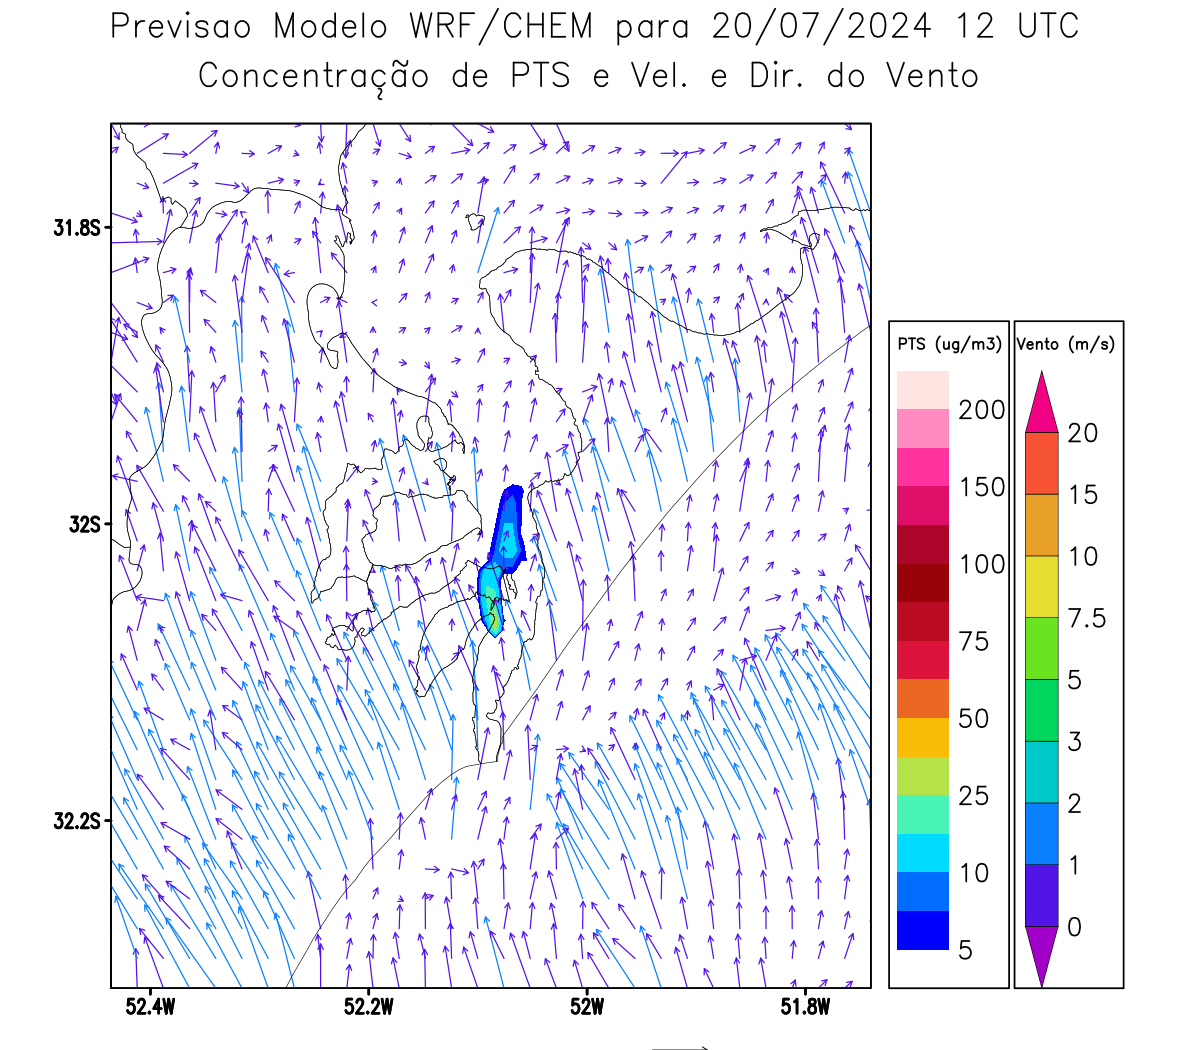 Previsao Modelo WRF/CHEM para 20/07/2024 12 UTC
Concentração de PTS e Vel. e Dir. do Vento
31.8S
32S
32.2S
52.4W 52.2W 52W 51.8W
PTS (ug/m3)
200
150
100
75
50
25
10
5
Vento (m/s)
20
15
10
7.5
5
3
2
1
0